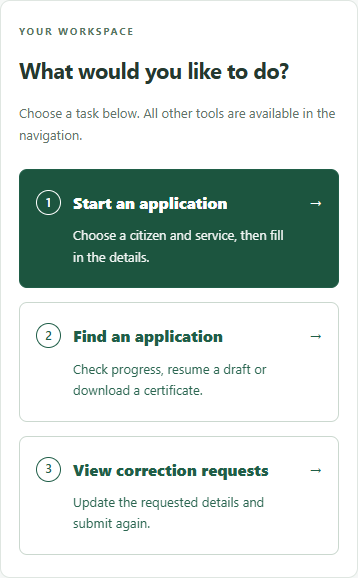 YOUR WORKSPACE
What would you like to do?
Choose a task below. All other tools are available in the
navigation.
1 Start an application →
Choose a citizen and service, then fill
in the details.
2 Find an application →
Check progress, resume a draft or
download a certificate.
3 View correction requests →
Update the requested details and
submit again.